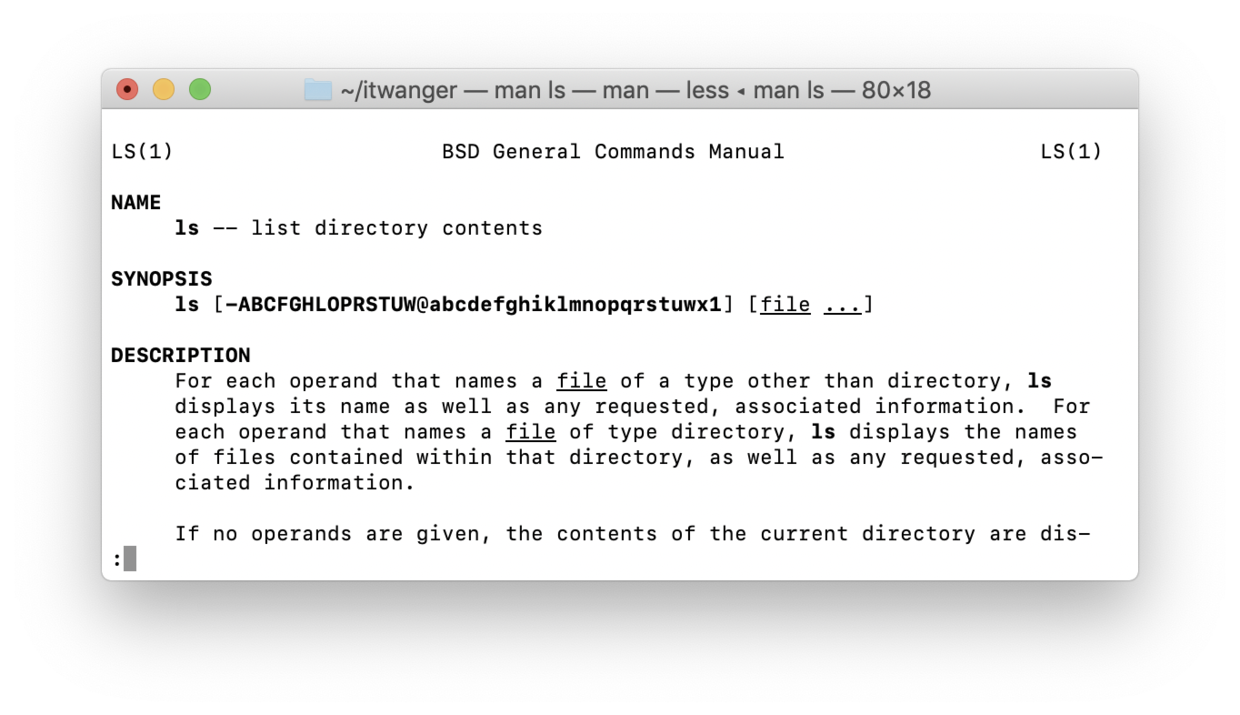 ~/itwanger — man ls — man — less ◂ man ls — 80×18
LS(1)                     BSD General Commands Manual                    LS(1)
NAME
     ls -- list directory contents
SYNOPSIS
     ls [-ABCFGHLOPRSTUW@abcdefghiklmnopqrstuwx1] [file ...]
DESCRIPTION
     For each operand that names a file of a type other than directory, ls
     displays its name as well as any requested, associated information.  For
     each operand that names a file of type directory, ls displays the names
     of files contained within that directory, as well as any requested, asso-
     ciated information.
     If no operands are given, the contents of the current directory are dis-
: